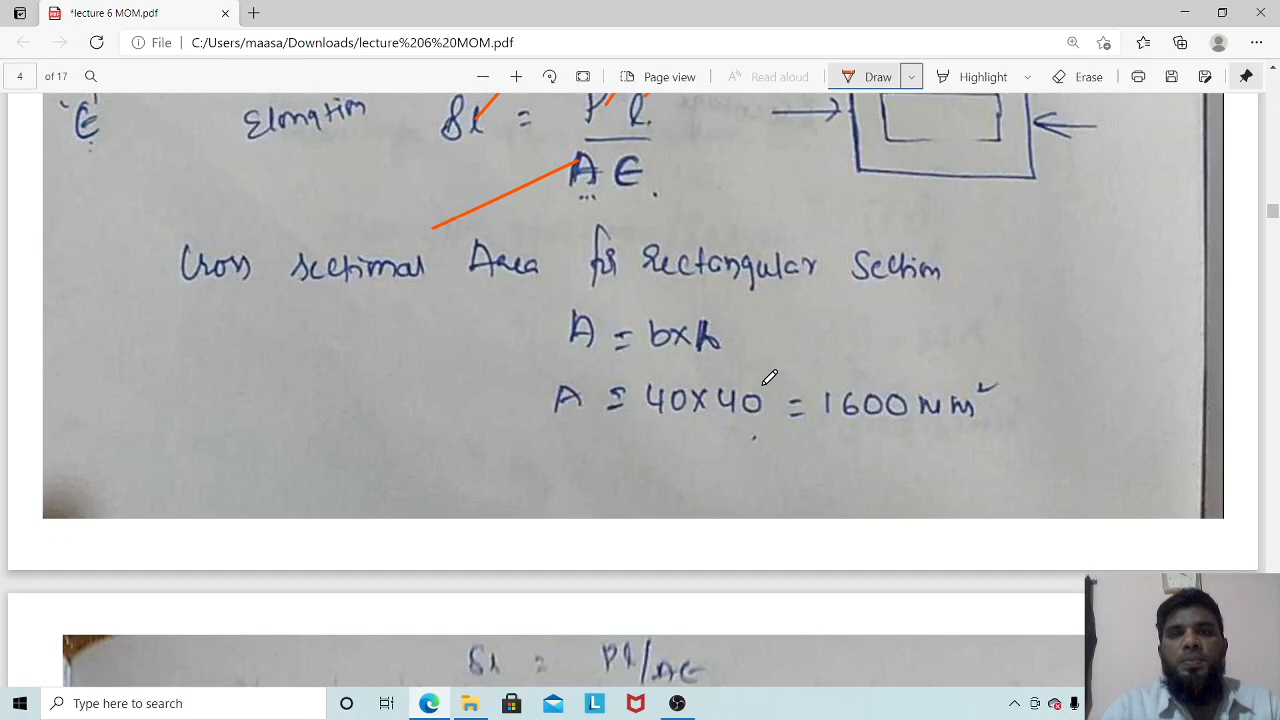 *lecture 6 MOM.pdf
File C:/Users/maasa/Downloads/lecture%206%20MOM.pdf
4 of 17 Page view Read aloud Draw Highlight Erase
'E' Elongation δl = P l
A E
Cross sectional Area for Rectangular Section
A = b×h
A = 40×40 = 1600 mm²
δl = Pl/AE
Type here to search